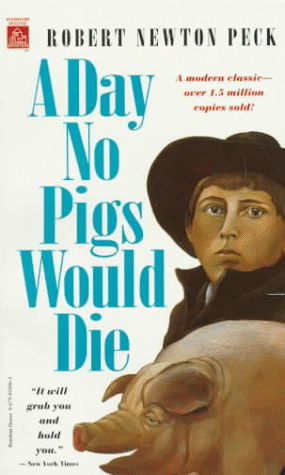 ROBERT NEWTON PECK
A modern classic—
over 1.5 million
copies sold!
A Day
No
Pigs
Would
Die
"It will
grab you
and
hold
you."
— New York Times